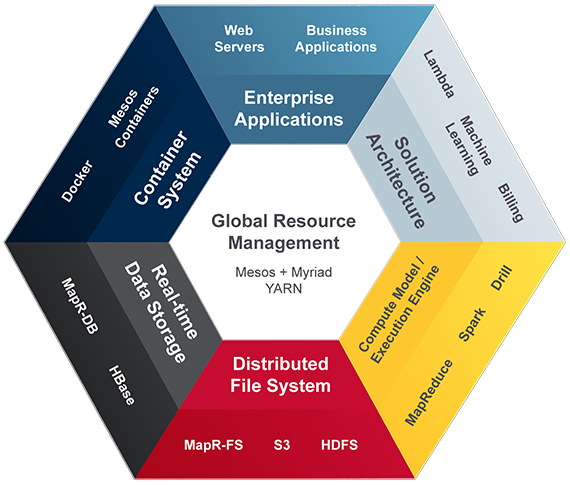 Web
Servers
Business
Applications
Enterprise
Applications
Lambda
Machine
Learning
Billing
Solution
Architecture
Drill
Spark
MapReduce
Compute Model /
Execution Engine
Distributed
File System
MapR-FS
S3
HDFS
Real-time
Data Storage
MapR-DB
HBase
Container
System
Docker
Mesos
Containers
Global Resource
Management
Mesos + Myriad
YARN